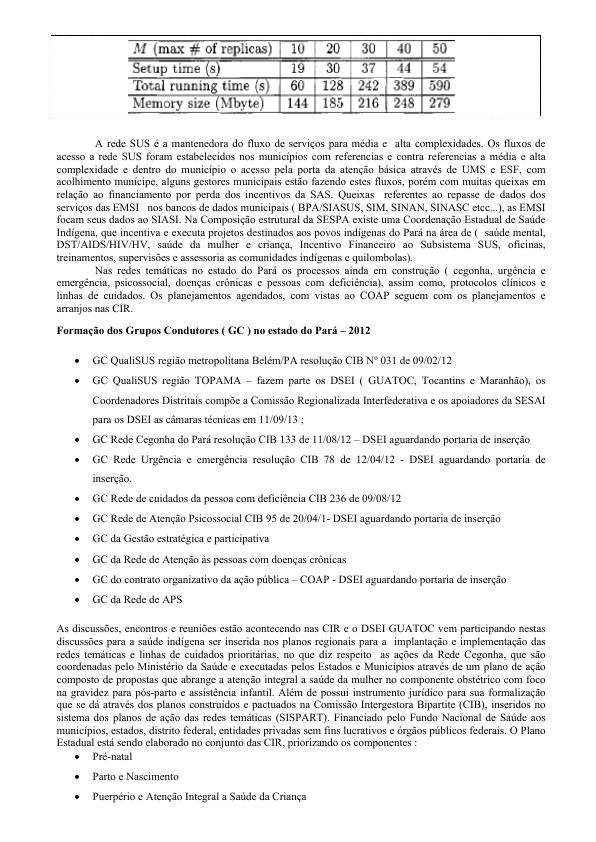 M (max # of replicas) 10 20 30 40 50
Setup time (s) 19 30 37 44 54
Total running time (s) 60 128 242 389 590
Memory size (Mbyte) 144 185 216 248 279
A rede SUS é a mantenedora do fluxo de serviços para média e alta complexidades. Os fluxos de
acesso a rede SUS foram estabelecidos nos municípios com referencias e contra referencias a média e alta
complexidade e dentro do município o acesso pela porta da atenção básica através de UMS e ESF, com
acolhimento munícipe, alguns gestores municipais estão fazendo estes fluxos, porém com muitas queixas em
relação ao financiamento por perda dos incentivos da SAS. Queixas referentes ao repasse de dados dos
serviços das EMSI nos bancos de dados municipais ( BPA/SIASUS, SIM, SINAN, SINASC etcc...), as EMSI
focam seus dados ao SIASI. Na Composição estrutural da SESPA existe uma Coordenação Estadual de Saúde
Indígena, que incentiva e executa projetos destinados aos povos indígenas do Pará na área de ( saúde mental,
DST/AIDS/HIV/HV, saúde da mulher e criança, Incentivo Financeiro ao Subsistema SUS, oficinas,
treinamentos, supervisões e assessoria as comunidades indígenas e quilombolas).
Nas redes temáticas no estado do Pará os processos ainda em construção ( cegonha, urgência e
emergência, psicossocial, doenças crônicas e pessoas com deficiência), assim como, protocolos clínicos e
linhas de cuidados. Os planejamentos agendados, com vistas ao COAP seguem com os planejamentos e
arranjos nas CIR.
Formação dos Grupos Condutores ( GC ) no estado do Pará – 2012
• GC QualiSUS região metropolitana Belém/PA resolução CIB Nº 031 de 09/02/12
• GC QualiSUS região TOPAMA – fazem parte os DSEI ( GUATOC, Tocantins e Maranhão), os
Coordenadores Distritais compõe a Comissão Regionalizada Interfederativa e os apoiadores da SESAI
para os DSEI as câmaras técnicas em 11/09/13 ;
• GC Rede Cegonha do Pará resolução CIB 133 de 11/08/12 – DSEI aguardando portaria de inserção
• GC Rede Urgência e emergência resolução CIB 78 de 12/04/12 - DSEI aguardando portaria de
inserção.
• GC Rede de cuidados da pessoa com deficiência CIB 236 de 09/08/12
• GC Rede de Atenção Psicossocial CIB 95 de 20/04/1- DSEI aguardando portaria de inserção
• GC da Gestão estratégica e participativa
• GC da Rede de Atenção às pessoas com doenças crônicas
• GC do contrato organizativo da ação pública – COAP - DSEI aguardando portaria de inserção
• GC da Rede de APS
As discussões, encontros e reuniões estão acontecendo nas CIR e o DSEI GUATOC vem participando nestas
discussões para a saúde indígena ser inserida nos planos regionais para a implantação e implementação das
redes temáticas e linhas de cuidados prioritárias, no que diz respeito as ações da Rede Cegonha, que são
coordenadas pelo Ministério da Saúde e executadas pelos Estados e Municípios através de um plano de ação
composto de propostas que abrange a atenção integral a saúde da mulher no componente obstétrico com foco
na gravidez para pós-parto e assistência infantil. Além de possui instrumento jurídico para sua formalização
que se dá através dos planos construídos e pactuados na Comissão Intergestora Bipartite (CIB), inseridos no
sistema dos planos de ação das redes temáticas (SISPART). Financiado pelo Fundo Nacional de Saúde aos
municípios, estados, distrito federal, entidades privadas sem fins lucrativos e órgãos públicos federais. O Plano
Estadual está sendo elaborado no conjunto das CIR, priorizando os componentes :
• Pré-natal
• Parto e Nascimento
• Puerpério e Atenção Integral a Saúde da Criança